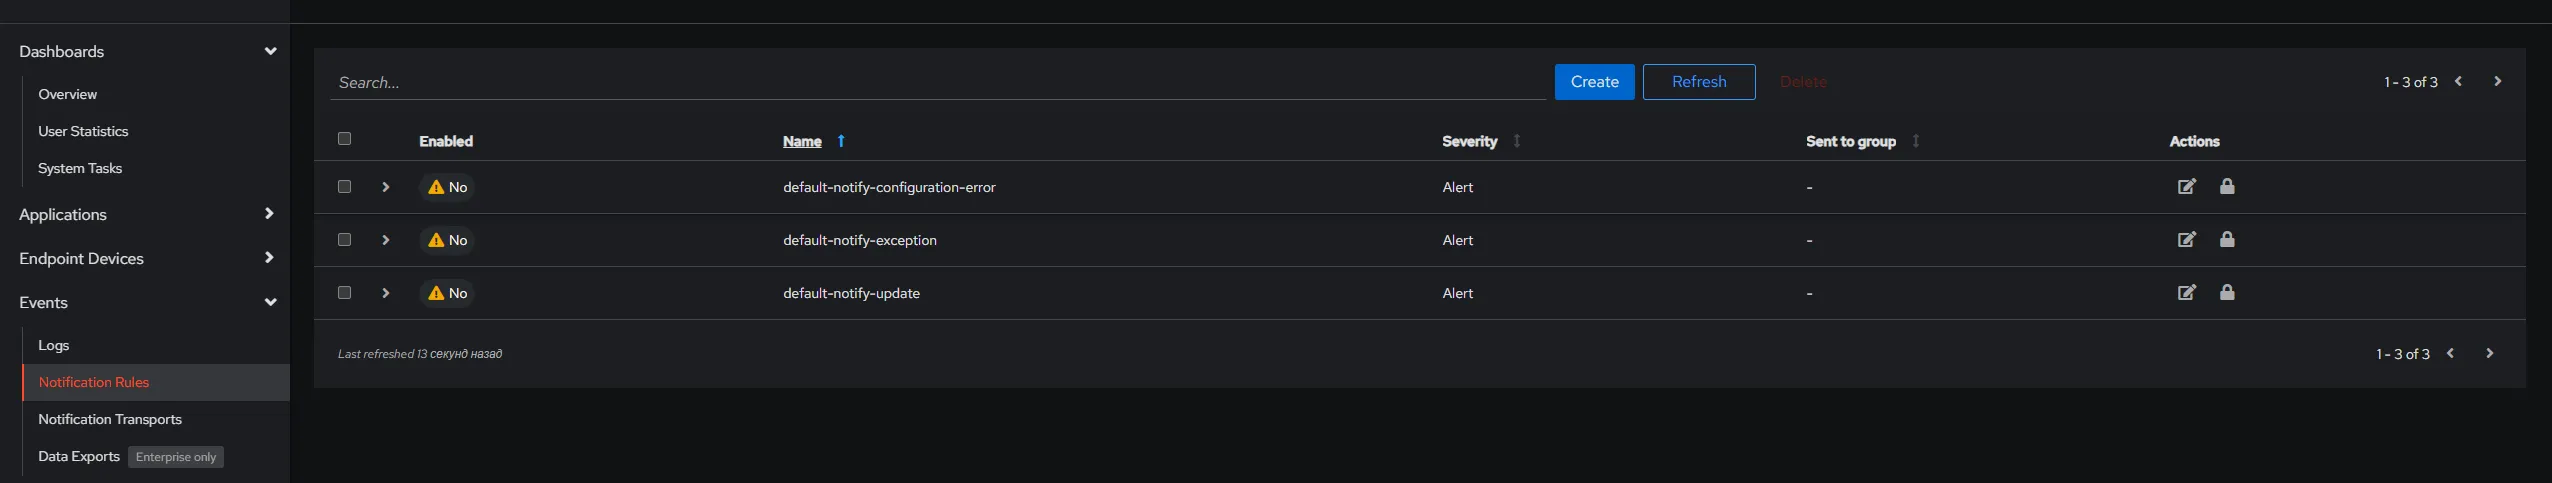 Dashboards
Overview
User Statistics
System Tasks
Applications
Endpoint Devices
Events
Logs
Notification Rules
Notification Transports
Data Exports Enterprise only
Search...
Create Refresh Delete 1 - 3 of 3
Enabled Name Severity Sent to group Actions
No default-notify-configuration-error Alert -
No default-notify-exception Alert -
No default-notify-update Alert -
Last refreshed 13 секунд назад 1 - 3 of 3